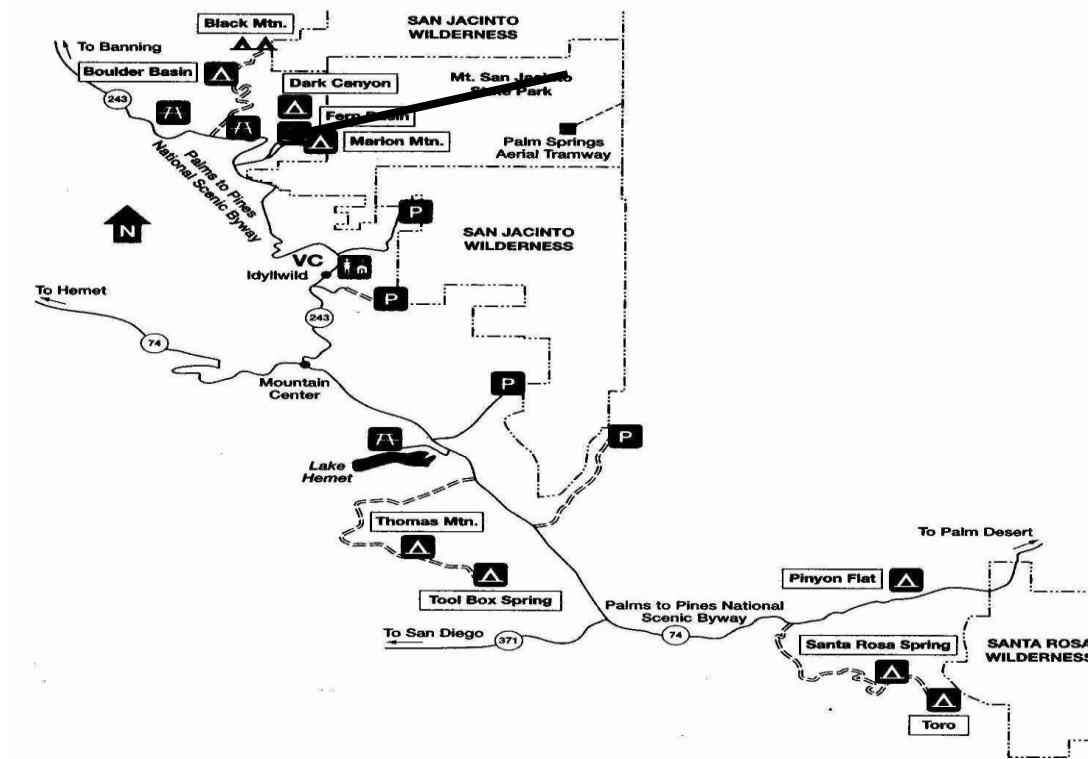 Black Mtn.
SAN JACINTO
WILDERNESS
To Banning
Boulder Basin
Dark Canyon
Mt. San Jacinto
State Park
243
Fern Basin
Marion Mtn.
Palm Springs
Aerial Tramway
Palms to Pines
National Scenic Byway
N
P
SAN JACINTO
WILDERNESS
VC
Idyllwild
To Hemet
P
243
74
Mountain
Center
P
P
Lake
Hemet
Thomas Mtn.
To Palm Desert
Pinyon Flat
Tool Box Spring
Palms to Pines National
Scenic Byway
To San Diego
371
74
Santa Rosa Spring
SANTA ROSA
WILDERNESS
Toro